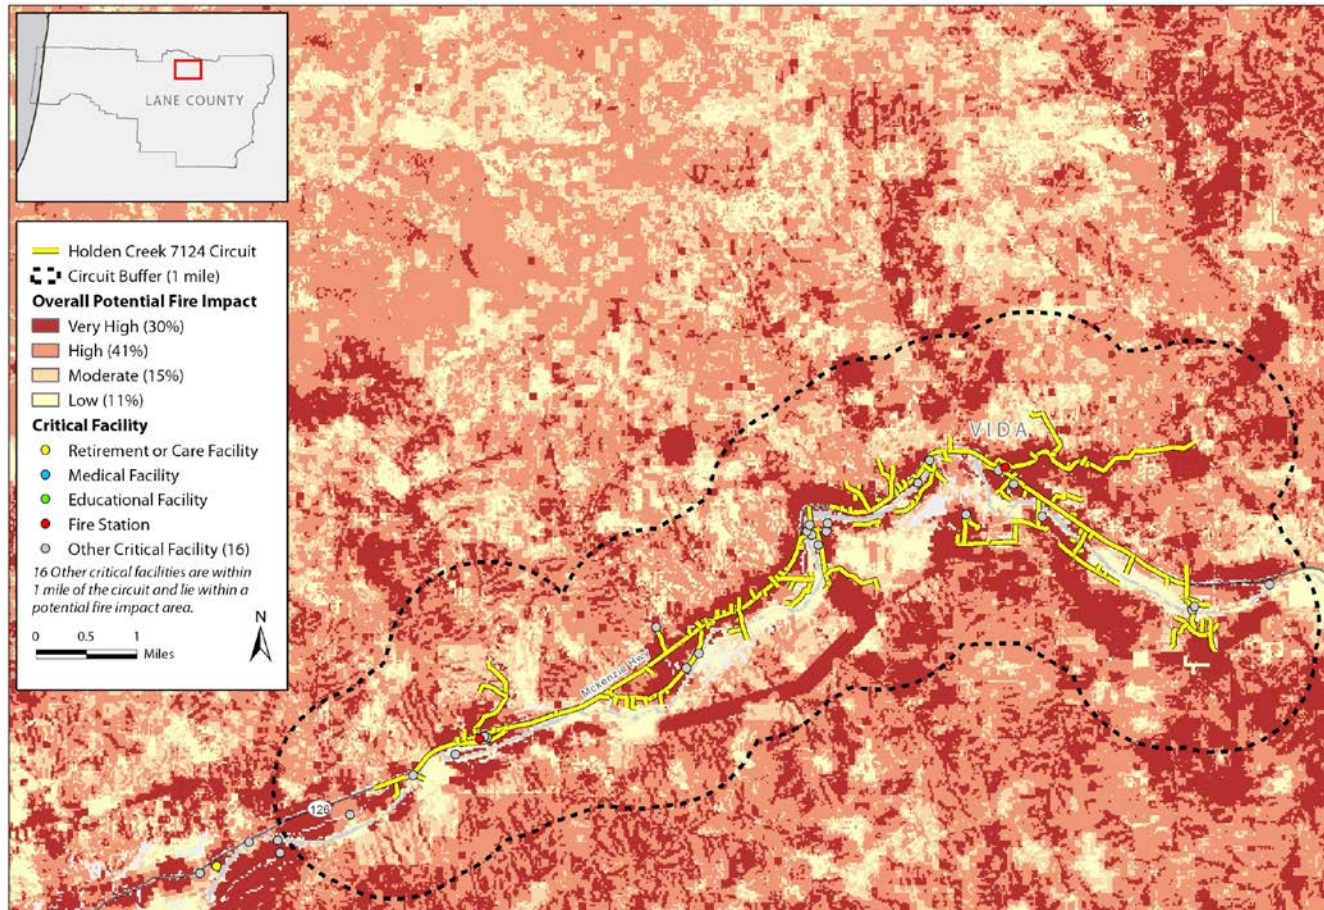 LANE COUNTY
Holden Creek 7124 Circuit
Circuit Buffer (1 mile)
Overall Potential Fire Impact
Very High (30%)
High (41%)
Moderate (15%)
Low (11%)
Critical Facility
Retirement or Care Facility
Medical Facility
Educational Facility
Fire Station
Other Critical Facility (16)
16 Other critical facilities are within
1 mile of the circuit and lie within a
potential fire impact area.
N
0 0.5 1
Miles
VIDA
Mckenzie Hwy
126